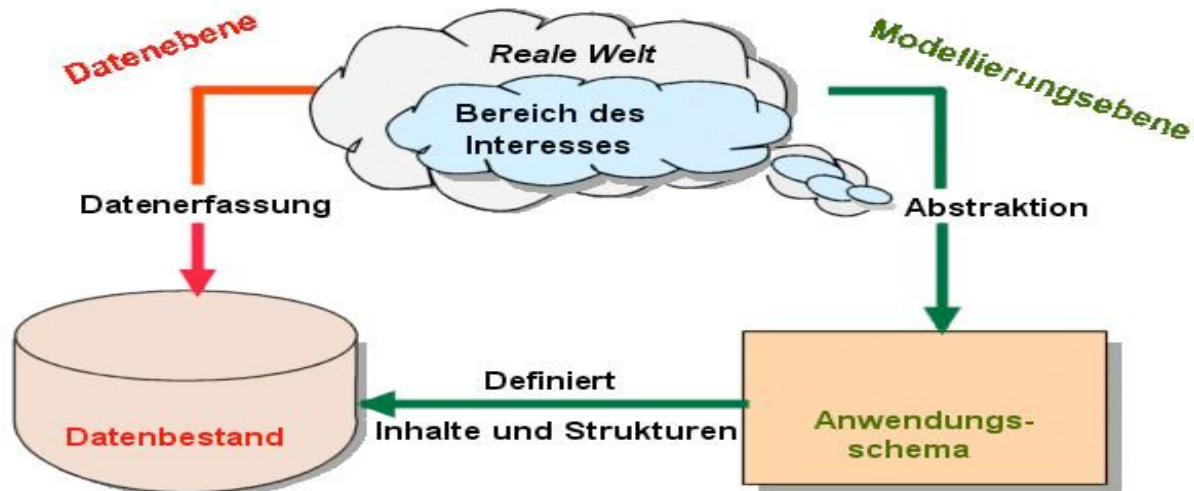 Datenebene
Reale Welt
Modellierungsebene
Bereich des
Interesses
Datenerfassung
Abstraktion
Definiert
Inhalte und Strukturen
Datenbestand
Anwendungs-
schema